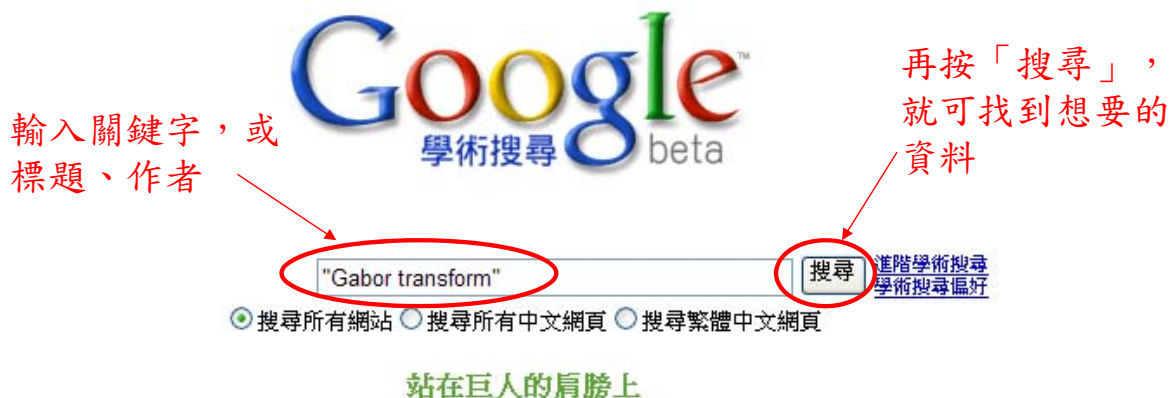 Google™
學術搜尋 beta
輸入關鍵字，或
標題、作者
再按「搜尋」，
就可找到想要的
資料
"Gabor transform"
搜尋
進階學術搜尋
學術搜尋偏好
搜尋所有網站 搜尋所有中文網頁 搜尋繁體中文網頁
站在巨人的肩膀上